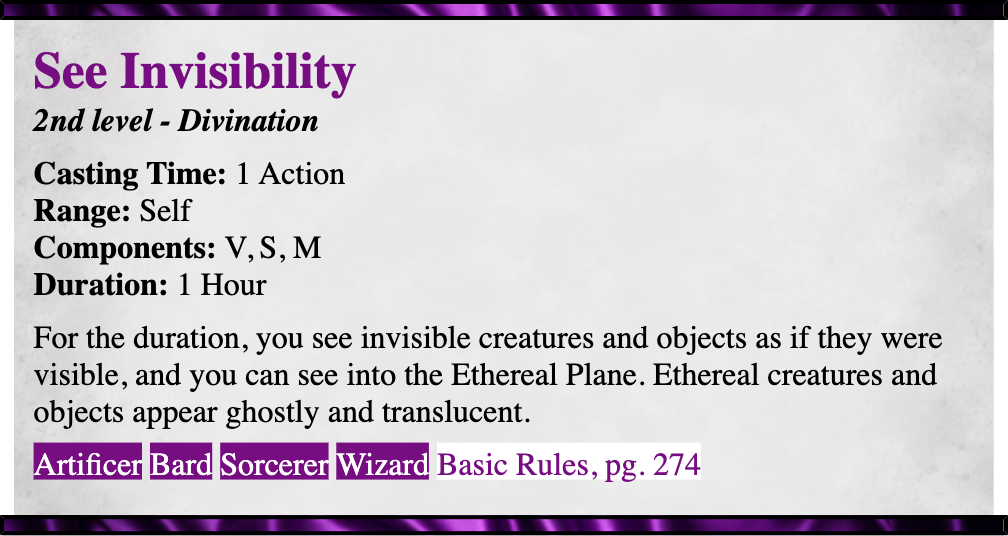 See Invisibility
2nd level - Divination
Casting Time: 1 Action
Range: Self
Components: V, S, M
Duration: 1 Hour
For the duration, you see invisible creatures and objects as if they were
visible, and you can see into the Ethereal Plane. Ethereal creatures and
objects appear ghostly and translucent.
Artificer Bard Sorcerer Wizard Basic Rules, pg. 274